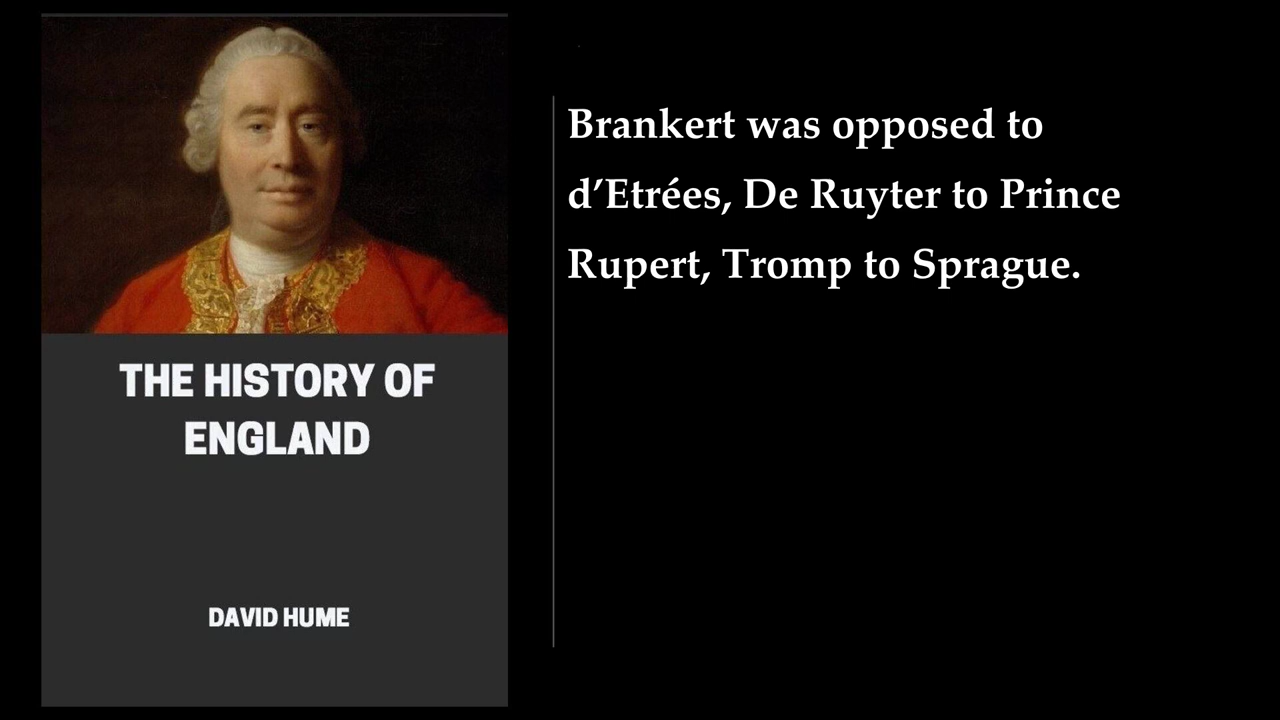 THE HISTORY OF
ENGLAND
DAVID HUME
Brankert was opposed to
d’Etrées, De Ruyter to Prince
Rupert, Tromp to Sprague.